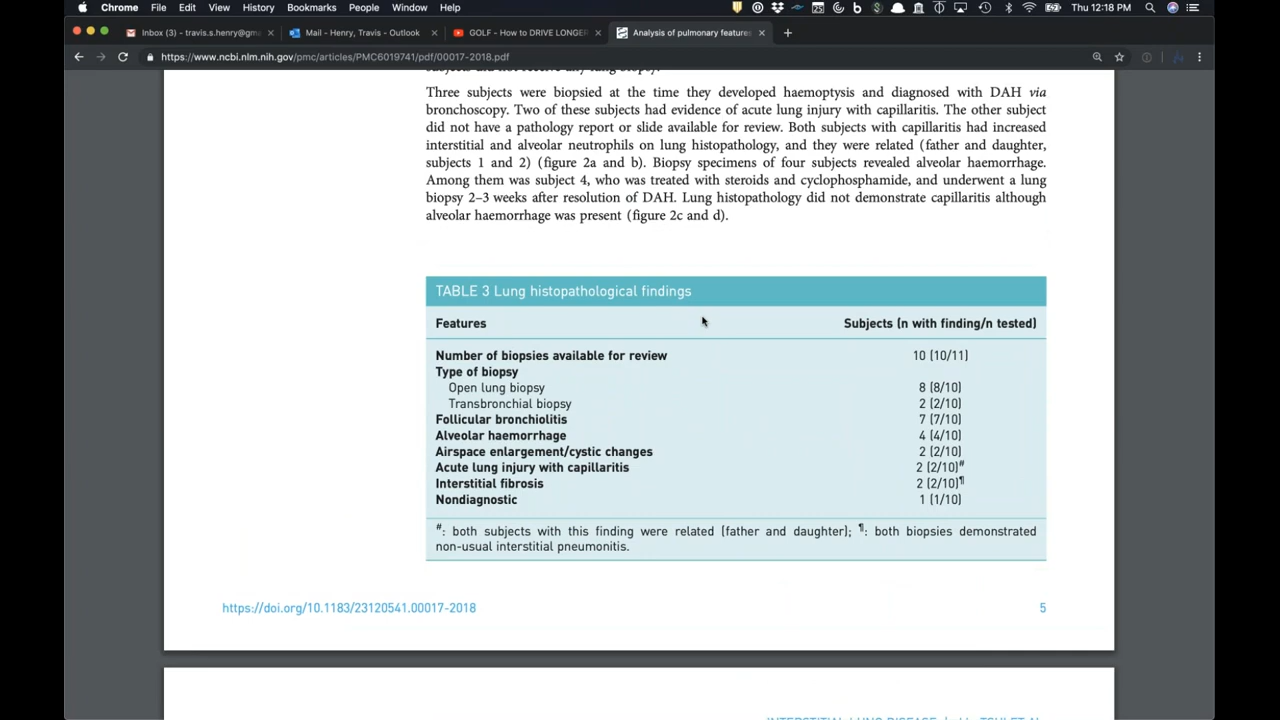 Chrome File Edit View History Bookmarks People Window Help
Thu 12:18 PM
Inbox (3) - travis.s.henry@gm
Mail - Henry, Travis - Outlook
GOLF - How to DRIVE LONGER
Analysis of pulmonary features
https://www.ncbi.nlm.nih.gov/pmc/articles/PMC6019741/pdf/00017-2018.pdf
subjects did not receive any lung biopsy.
Three subjects were biopsied at the time they developed haemoptysis and diagnosed with DAH via
bronchoscopy. Two of these subjects had evidence of acute lung injury with capillaritis. The other subject
did not have a pathology report or slide available for review. Both subjects with capillaritis had increased
interstitial and alveolar neutrophils on lung histopathology, and they were related (father and daughter,
subjects 1 and 2) (figure 2a and b). Biopsy specimens of four subjects revealed alveolar haemorrhage.
Among them was subject 4, who was treated with steroids and cyclophosphamide, and underwent a lung
biopsy 2–3 weeks after resolution of DAH. Lung histopathology did not demonstrate capillaritis although
alveolar haemorrhage was present (figure 2c and d).
TABLE 3 Lung histopathological findings
Features Subjects (n with finding/n tested)
Number of biopsies available for review 10 (10/11)
Type of biopsy
Open lung biopsy 8 (8/10)
Transbronchial biopsy 2 (2/10)
Follicular bronchiolitis 7 (7/10)
Alveolar haemorrhage 4 (4/10)
Airspace enlargement/cystic changes 2 (2/10)
Acute lung injury with capillaritis 2 (2/10)#
Interstitial fibrosis 2 (2/10)¶
Nondiagnostic 1 (1/10)
#: both subjects with this finding were related (father and daughter); ¶: both biopsies demonstrated
non-usual interstitial pneumonitis.
https://doi.org/10.1183/23120541.00017-2018 5